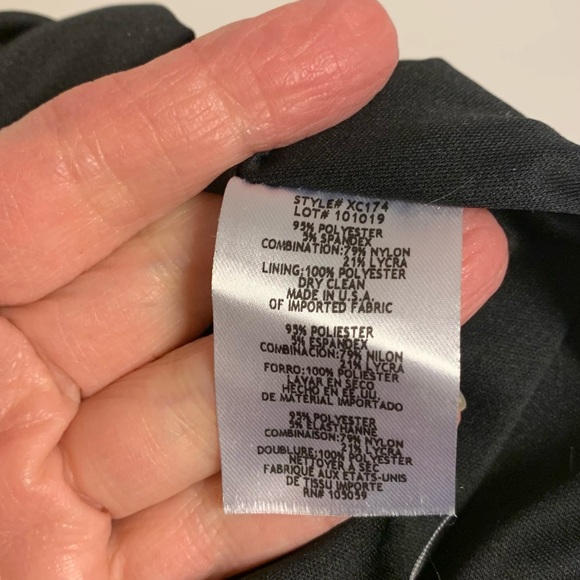 STYLE# XC174
LOT# 101019
95% POLYESTER
5% SPANDEX
COMBINATION:79% NYLON
21% LYCRA
LINING:100% POLYESTER
DRY CLEAN
MADE IN U.S.A.
OF IMPORTED FABRIC
95% POLIESTER
5% ESPANDEX
COMBINACION:79% NILON
21% LYCRA
FORRO:100% POLIESTER
LAVAR EN SECO
HECHO EN EE.UU.
DE MATERIAL IMPORTADO
95% POLYESTER
5% ELASTHANNE
COMBINAISON:79% NYLON
21% LYCRA
DOUBLURE:100% POLYESTER
NETTOYER A SEC
FABRIQUE AUX ETATS-UNIS
DE TISSU IMPORTE
RN# 105059